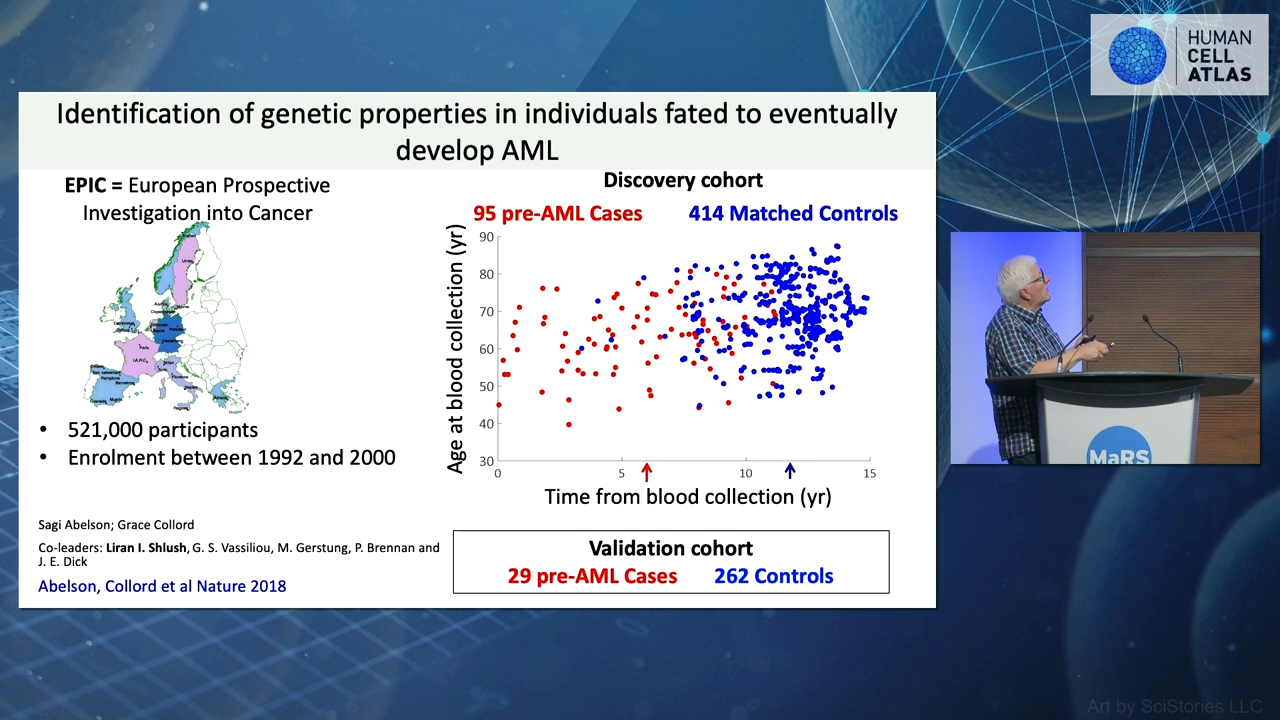 HUMAN
CELL
ATLAS
Identification of genetic properties in individuals fated to eventually
develop AML
EPIC = European Prospective
Investigation into Cancer
• 521,000 participants
• Enrolment between 1992 and 2000
Sagi Abelson; Grace Collord
Co-leaders: Liran I. Shlush, G. S. Vassiliou, M. Gerstung, P. Brennan and
J. E. Dick
Abelson, Collord et al Nature 2018
Discovery cohort
95 pre-AML Cases 414 Matched Controls
Age at blood collection (yr)
90
80
70
60
50
40
30
0 5 10 15
Time from blood collection (yr)
Validation cohort
29 pre-AML Cases 262 Controls
MaRS
Art by SciStories LLC